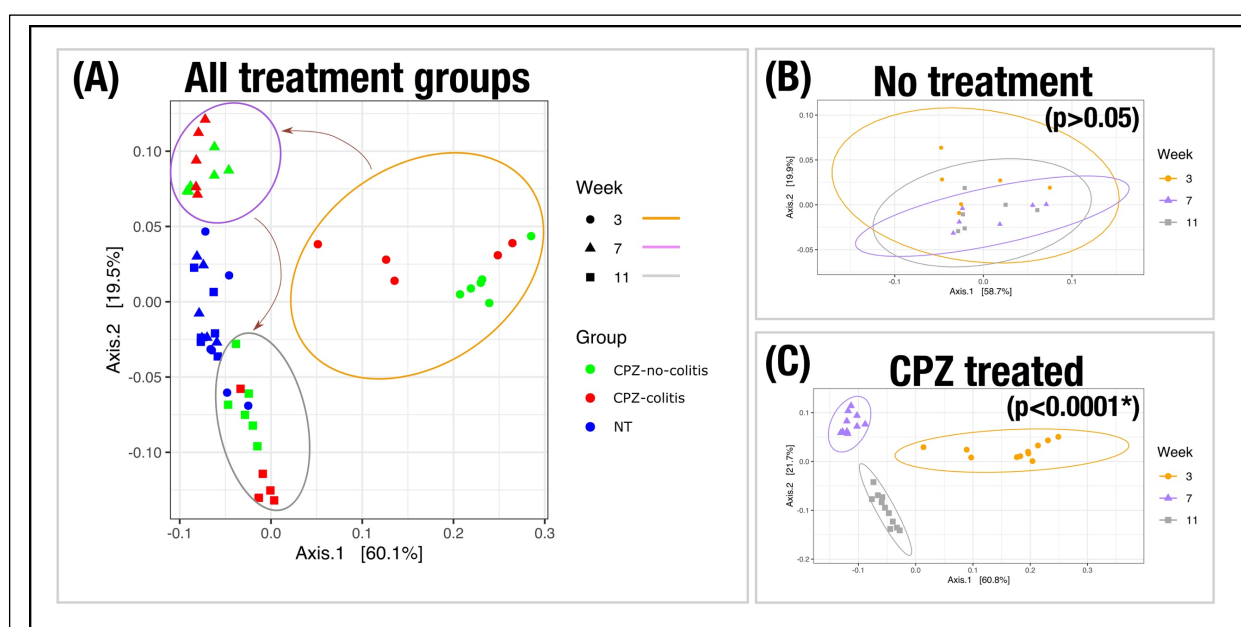 (A) All treatment groups
0.10
0.05
0.00
-0.05
-0.10
Axis.2 [19.5%]
-0.1 0.0 0.1 0.2 0.3
Axis.1 [60.1%]
Week
3
7
11
Group
CPZ-no-colitis
CPZ-colitis
NT
(B) No treatment
(p>0.05)
0.10
0.05
0.00
-0.05
Axis.2 [19.9%]
-0.1 0.0 0.1
Axis.1 [58.7%]
Week
3
7
11
(C) CPZ treated
(p<0.0001*)
0.1
0.0
-0.1
-0.2
Axis.2 [21.7%]
-0.1 0.0 0.1 0.2 0.3
Axis.1 [60.8%]
Week
3
7
11